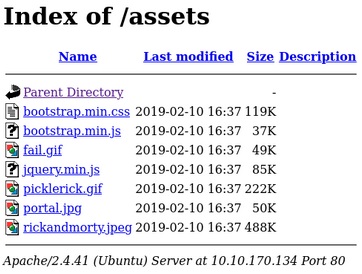 Index of /assets
Name Last modified Size Description
Parent Directory -
bootstrap.min.css 2019-02-10 16:37 119K
bootstrap.min.js 2019-02-10 16:37 37K
fail.gif 2019-02-10 16:37 49K
jquery.min.js 2019-02-10 16:37 85K
picklerick.gif 2019-02-10 16:37 222K
portal.jpg 2019-02-10 16:37 50K
rickandmorty.jpeg 2019-02-10 16:37 488K
Apache/2.4.41 (Ubuntu) Server at 10.10.170.134 Port 80